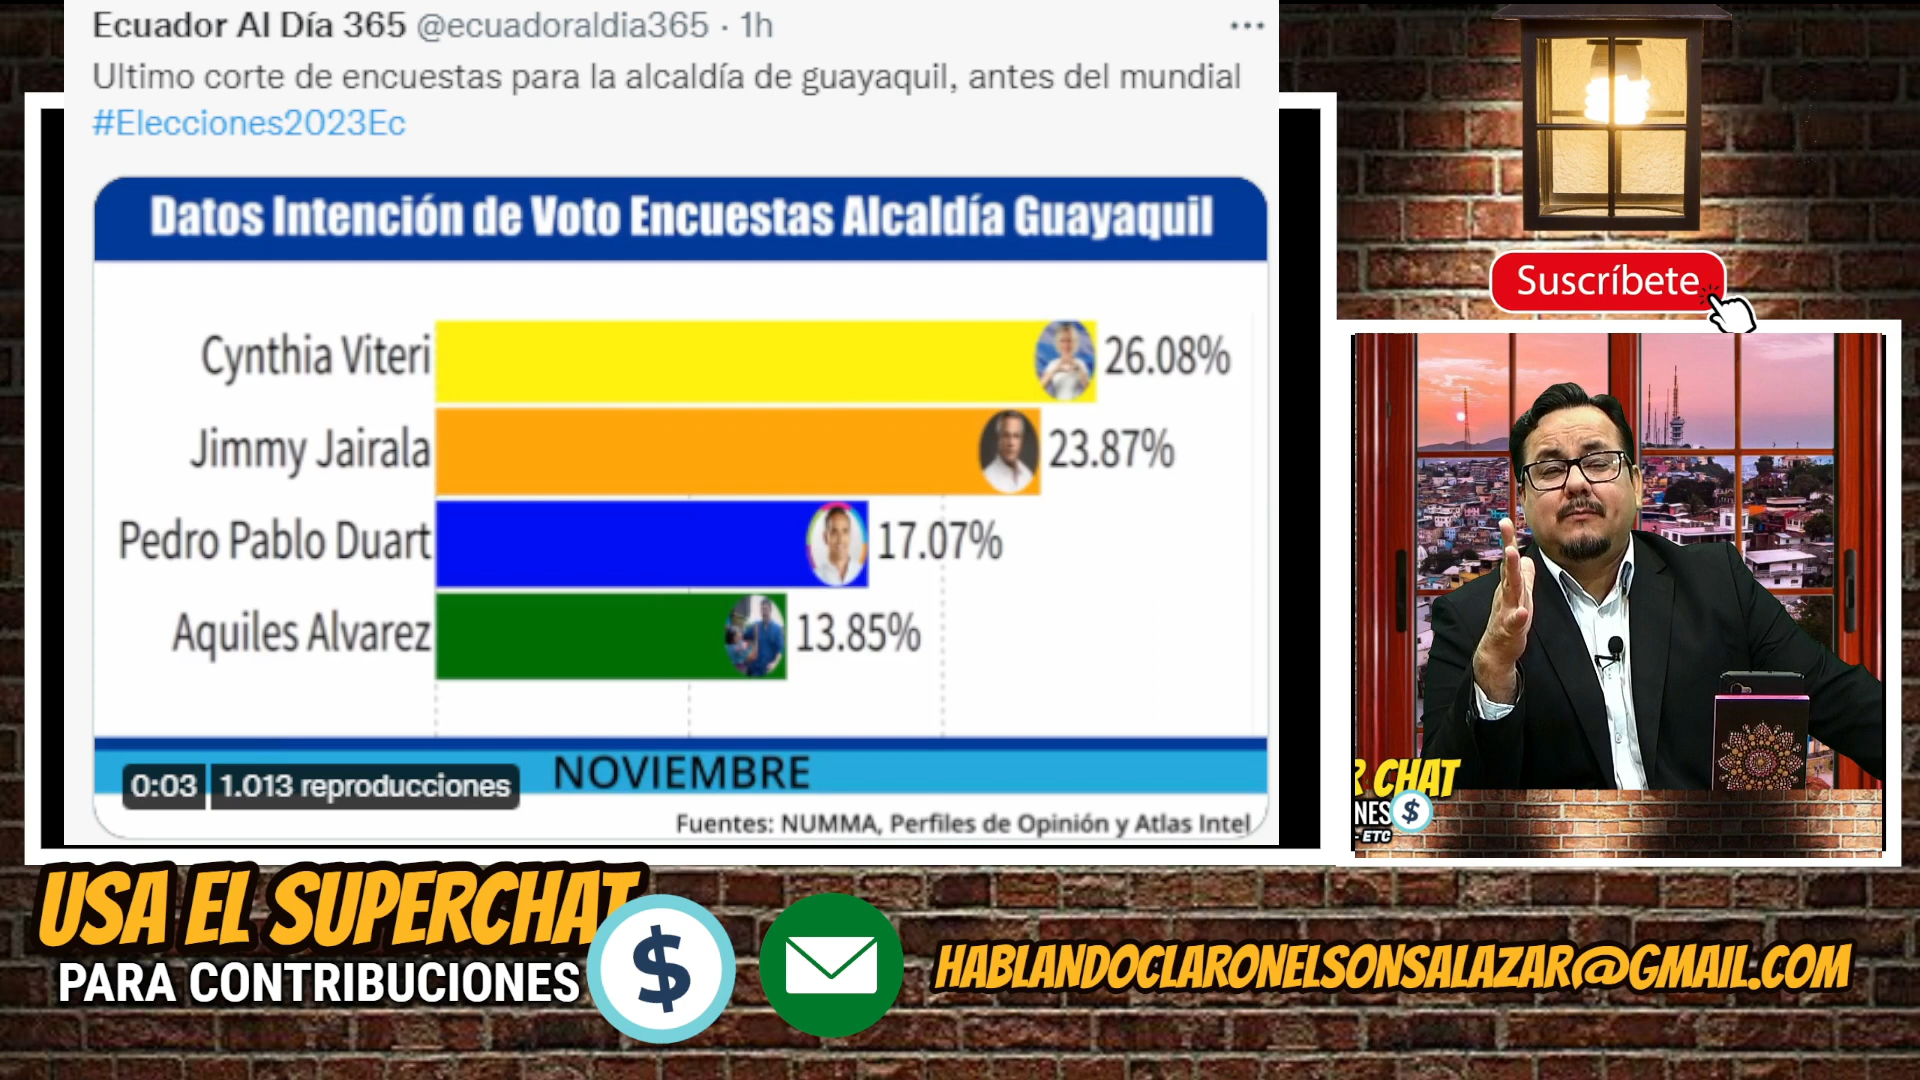 Ecuador Al Día 365 @ecuadoraldia365 · 1h
Ultimo corte de encuestas para la alcaldía de guayaquil, antes del mundial
#Elecciones2023Ec
Datos Intención de Voto Encuestas Alcaldía Guayaquil
Cynthia Viteri 26.08%
Jimmy Jairala 23.87%
Pedro Pablo Duart 17.07%
Aquiles Alvarez 13.85%
NOVIEMBRE
0:03 1.013 reproducciones
Fuentes: NUMMA, Perfiles de Opinión y Atlas Intel
Suscríbete
R CHAT
NES $
- ETC
USA EL SUPERCHAT
PARA CONTRIBUCIONES
$
HABLANDOCLARONELSONSALAZAR@GMAIL.COM